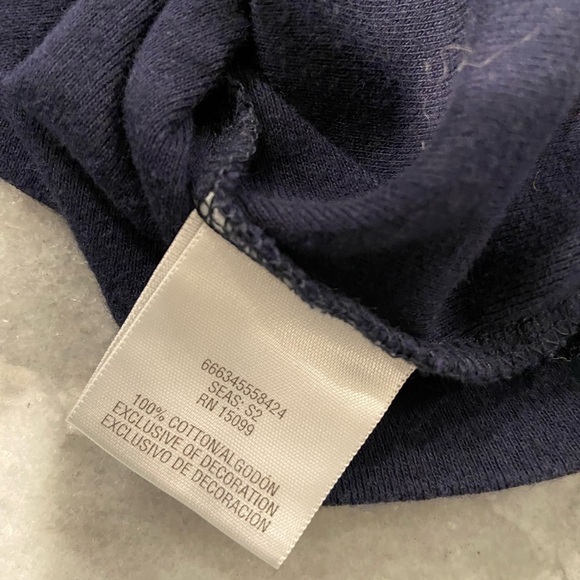 666345558424
SEAS: S2
RN 15099
100% COTTON/ALGODÓN
EXCLUSIVE OF DECORATION
EXCLUSIVO DE DECORACIÓN